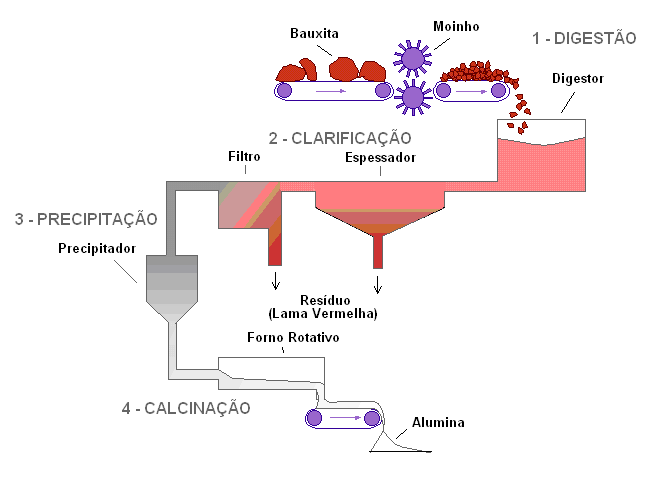 Bauxita
Moinho
1 - DIGESTÃO
Digestor
2 - CLARIFICAÇÃO
Filtro
Espessador
3 - PRECIPITAÇÃO
Precipitador
Resíduo
(Lama Vermelha)
Forno Rotativo
4 - CALCINAÇÃO
Alumina